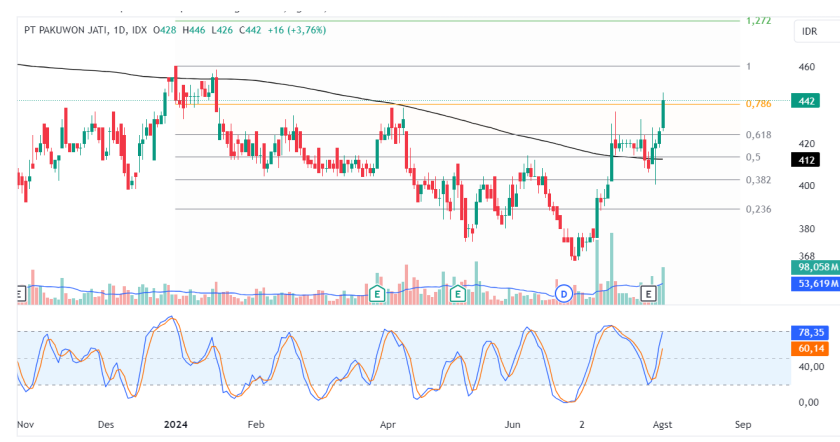 1,272
PT PAKUWON JATI, 1D, IDX O428 H446 L426 C442 +16 (+3,76%)
IDR
460
1
442
0,786
0,618
420
0,5
412
0,382
400
0,236
380
368
98,058M
53,619M
E
E
E
D
E
78,35
60,14
40,00
0,00
Nov Des 2024 Feb Apr Jun 2 Agst Sep